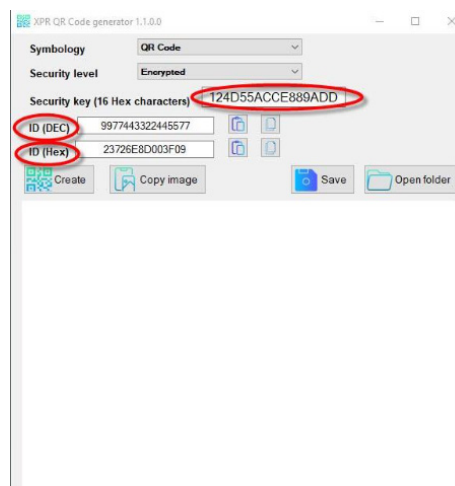 XPR QR Code generator 1.1.0.0
Symbology QR Code
Security level Encrypted
Security key (16 Hex characters) 124D55ACCE889ADD
ID (DEC) 9977443322445577
ID (Hex) 23726E8D003F09
Create Copy image Save Open folder